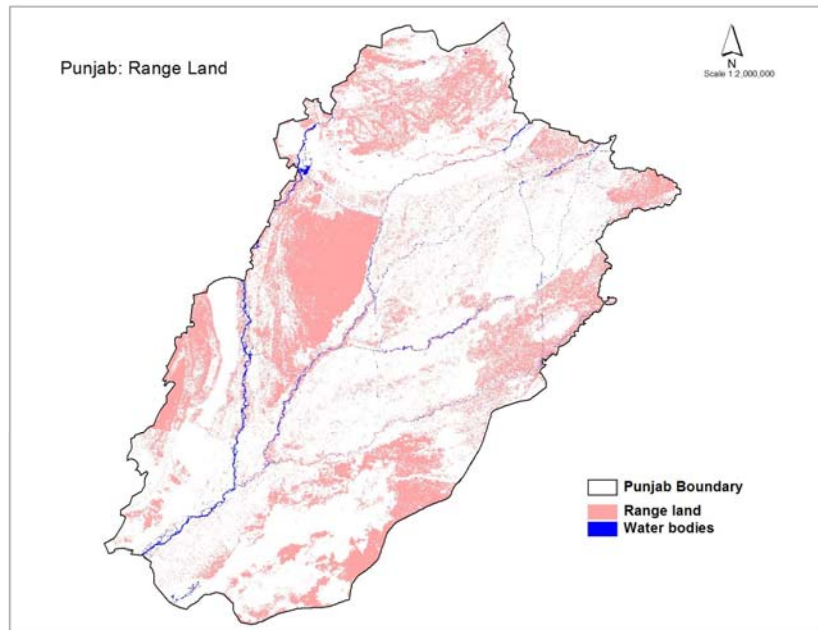 Punjab: Range Land
N
Scale 1:2,000,000
Punjab Boundary
Range land
Water bodies